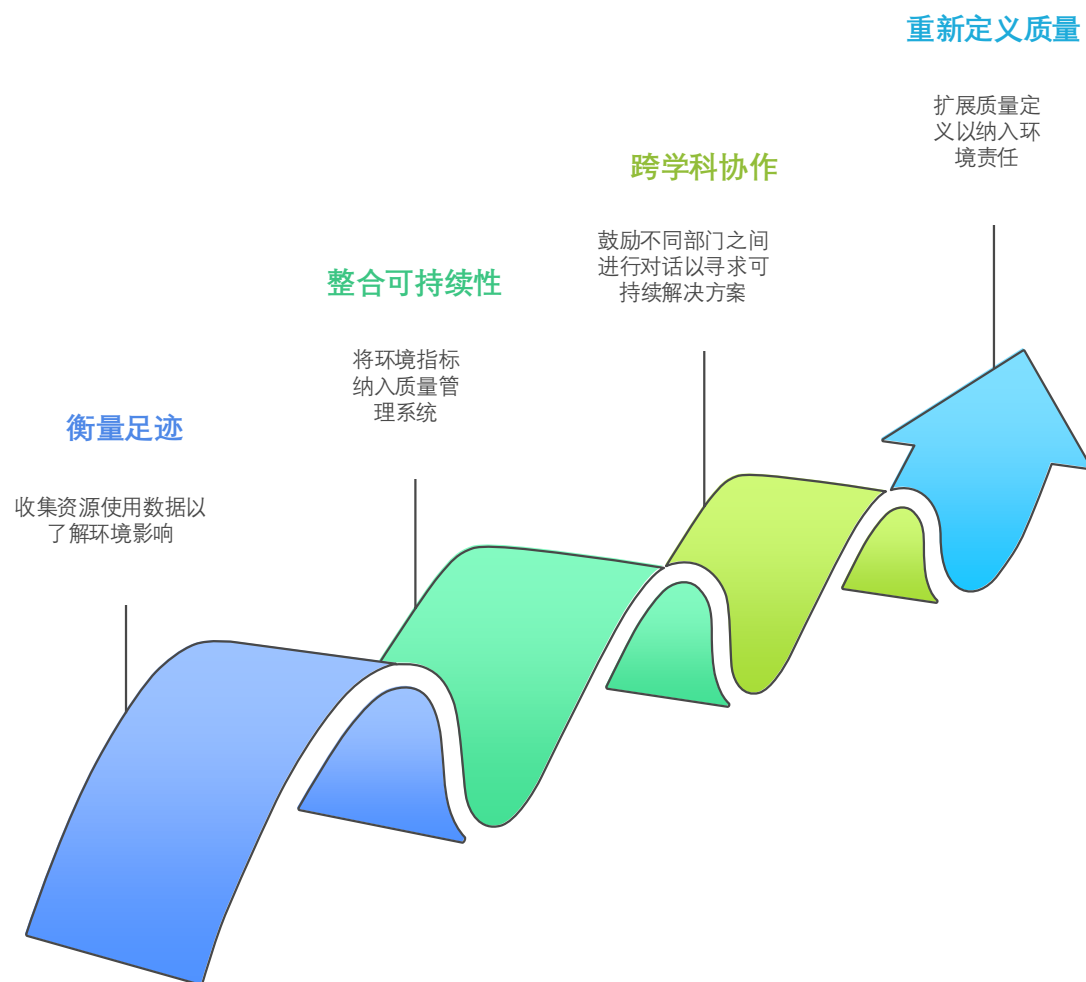 重新定义质量
扩展质量定
义以纳入环
境责任
跨学科协作
鼓励不同部门之间
进行对话以寻求可
持续解决方案
整合可持续性
将环境指标
纳入质量管
理系统
衡量足迹
收集资源使用数据以
了解环境影响